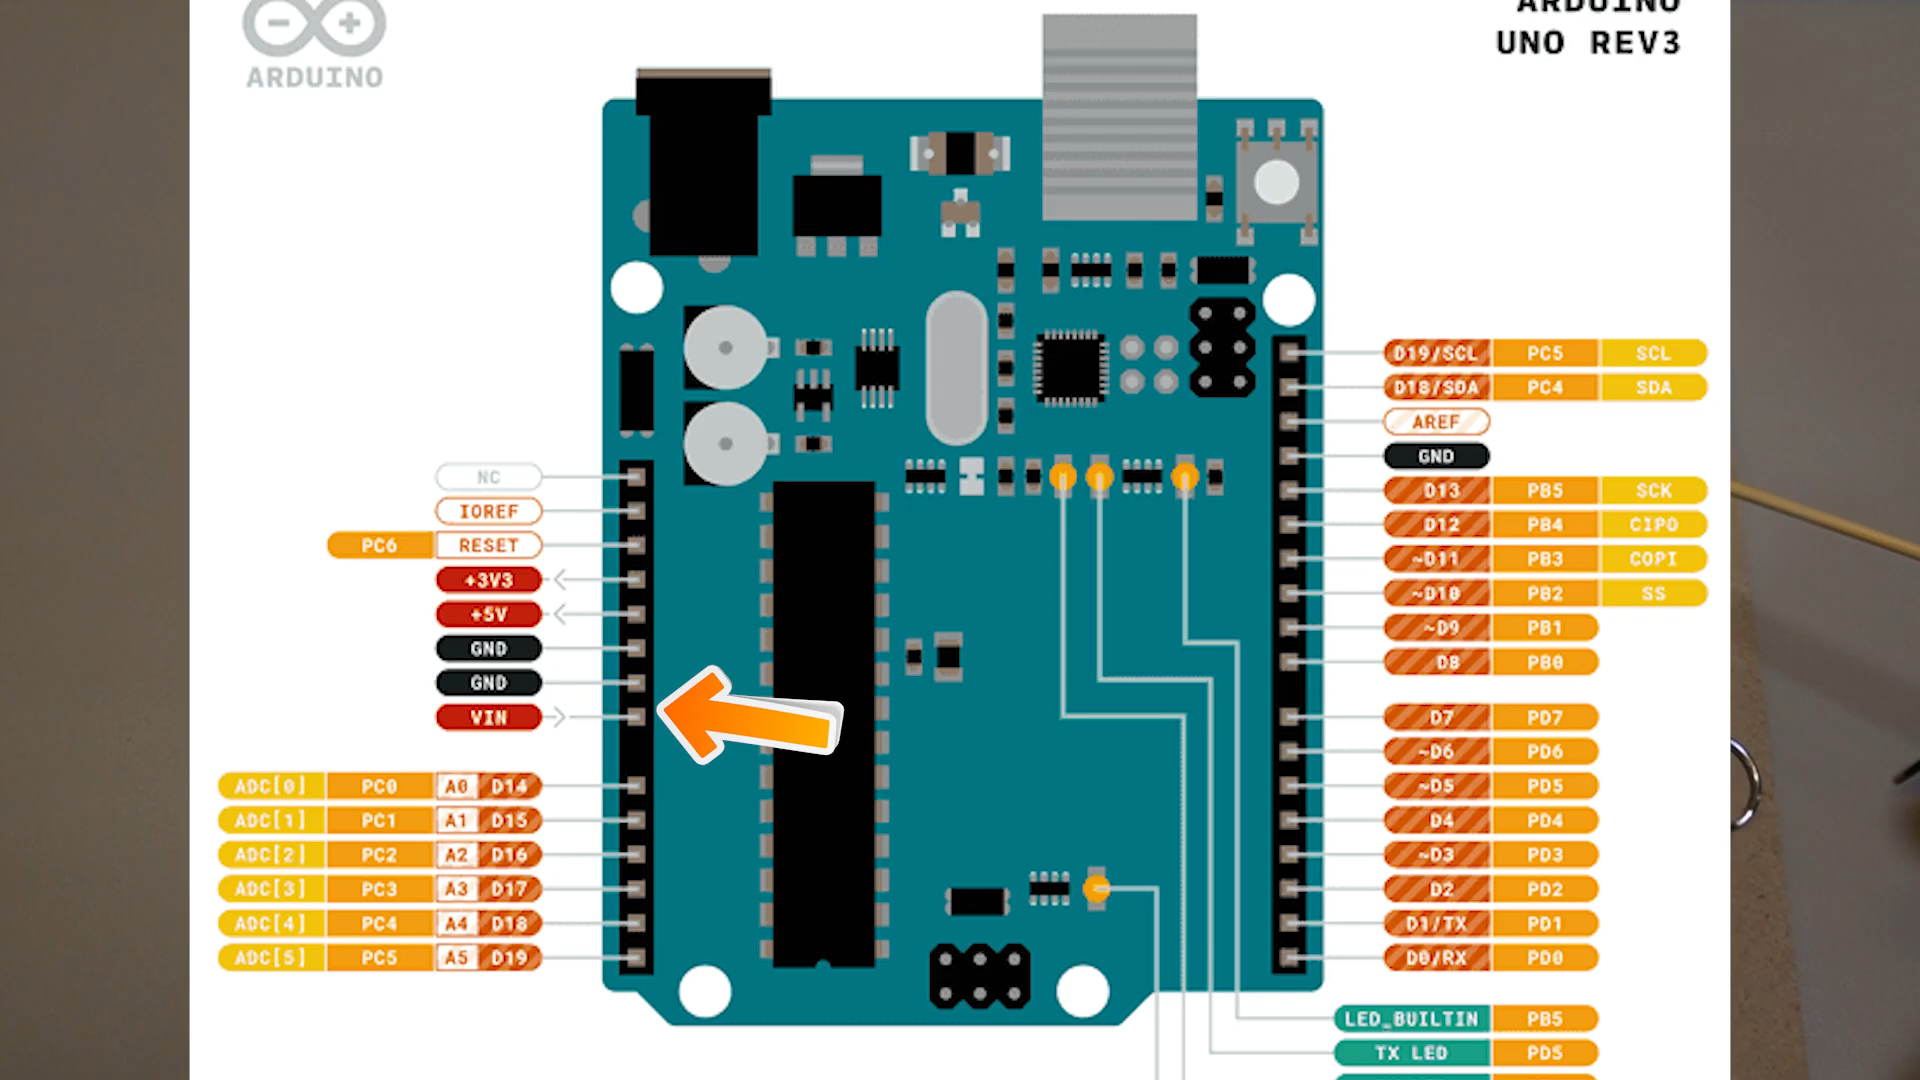 ARDUINO
ARDUINO
UNO REV3
NC
IOREF
PC6 RESET
+3V3
+5V
GND
GND
VIN
ADC[0] PC0 A0 D14
ADC[1] PC1 A1 D15
ADC[2] PC2 A2 D16
ADC[3] PC3 A3 D17
ADC[4] PC4 A4 D18
ADC[5] PC5 A5 D19
D19/SCL PC5 SCL
D18/SDA PC4 SDA
AREF
GND
D13 PB5 SCK
D12 PB4 CIPO
~D11 PB3 COPI
~D10 PB2 SS
~D9 PB1
D8 PB0
D7 PD7
~D6 PD6
~D5 PD5
D4 PD4
~D3 PD3
D2 PD2
D1/TX PD1
D0/RX PD0
LED_BUILTIN PB5
TX LED PD5